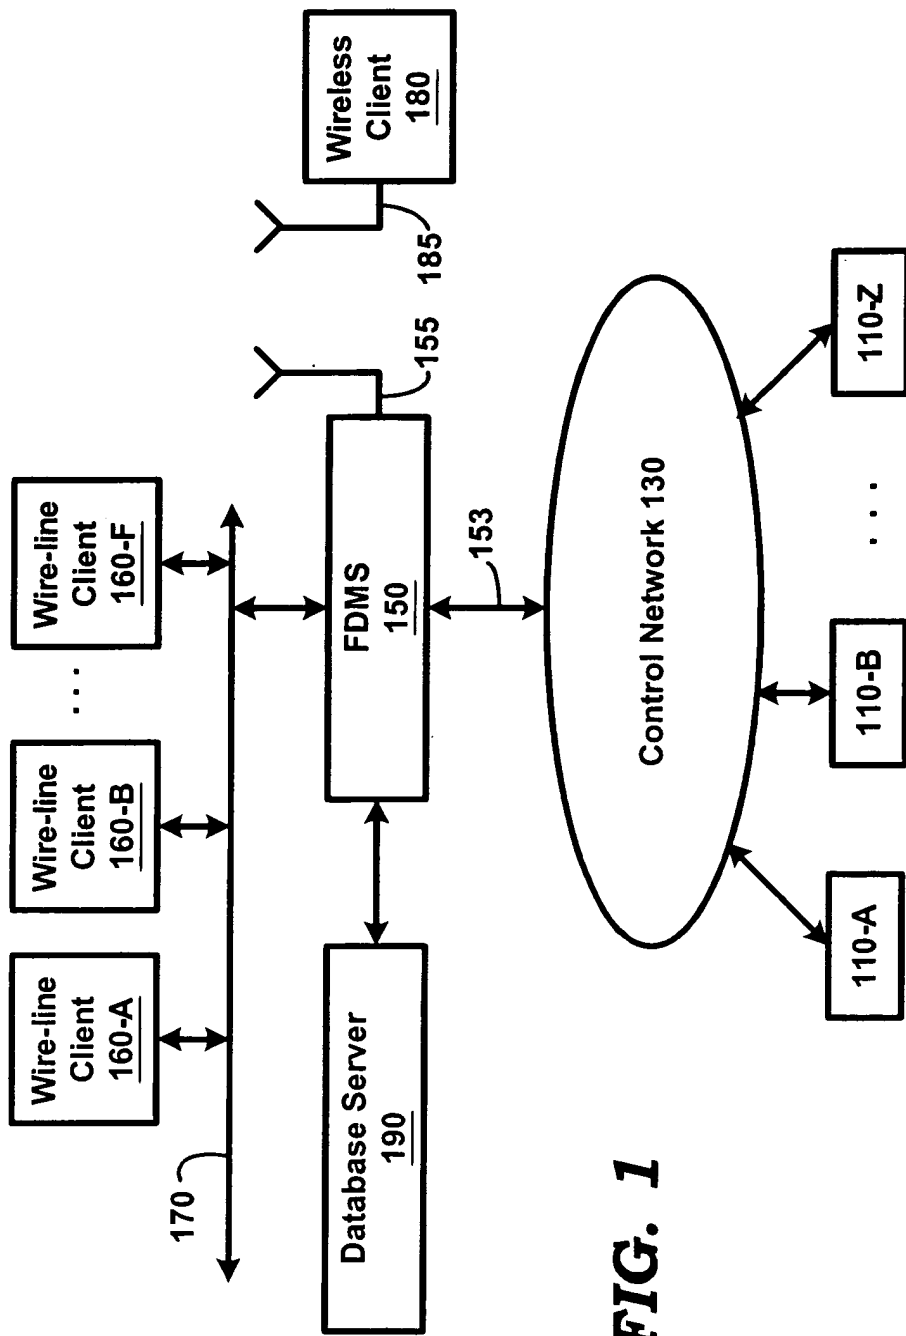 Wire-line
Client
160-A
Wire-line
Client
160-B
. . .
Wire-line
Client
160-F
170
Database Server
190
FDMS
150
155
185
Wireless
Client
180
153
Control Network 130
110-A
110-B
. . .
110-Z
FIG. 1